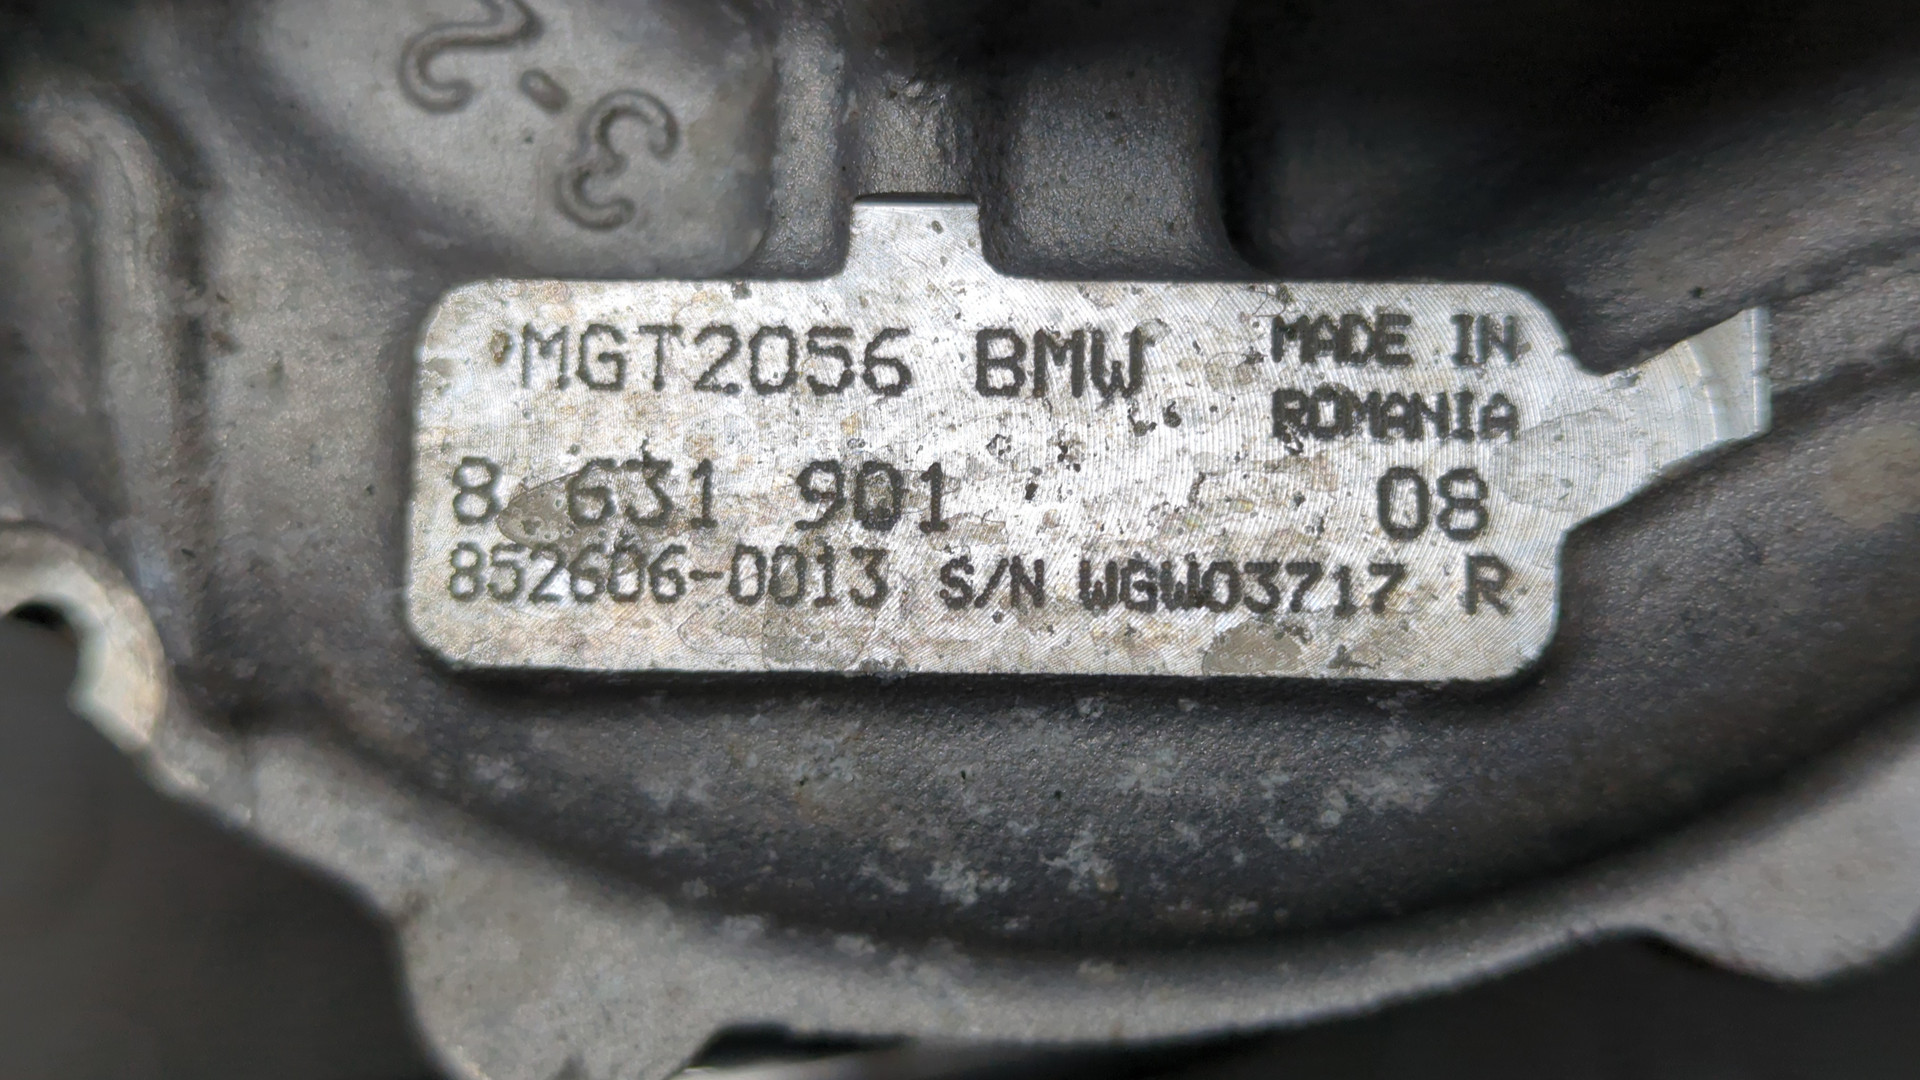 2-3
MGT2056 BMW MADE IN
ROMANIA
8 631 901 08
852606-0013 S/N WGW03717 R